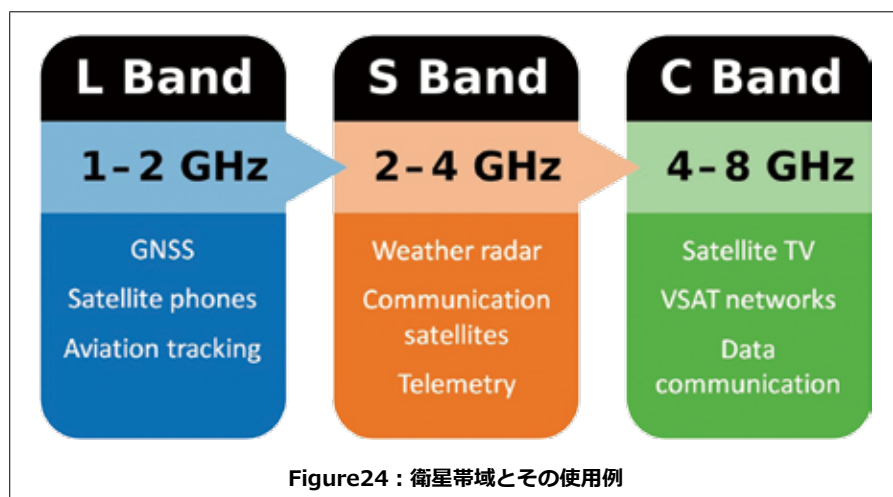 L Band
1–2 GHz
GNSS
Satellite phones
Aviation tracking
S Band
2–4 GHz
Weather radar
Communication
satellites
Telemetry
C Band
4–8 GHz
Satellite TV
VSAT networks
Data
communication
Figure24：衛星帯域とその使用例